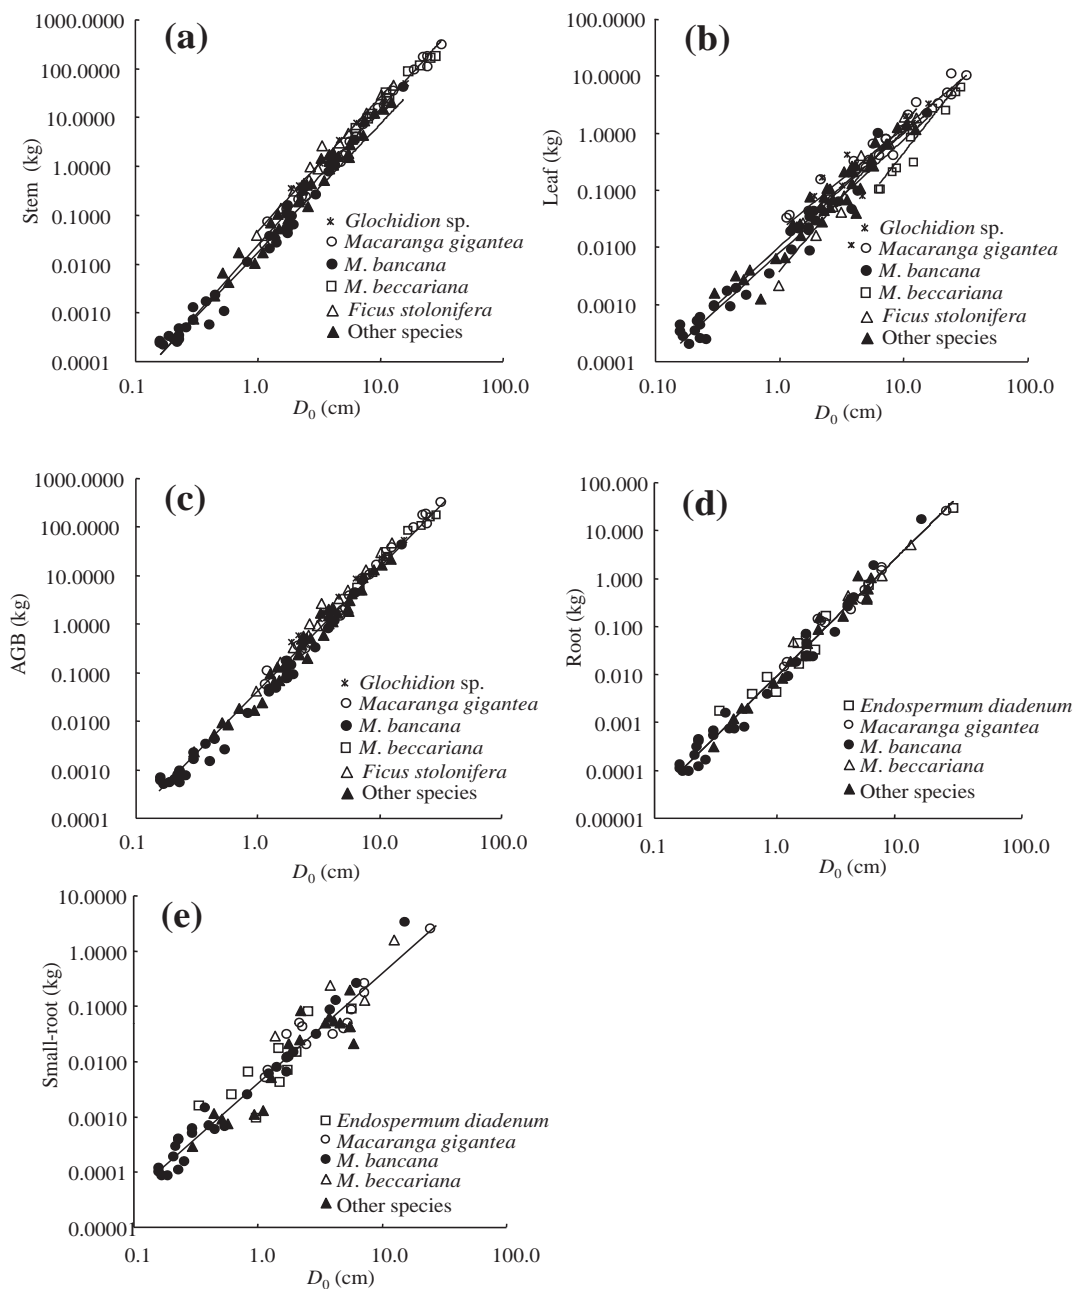 (a)
1000.0000
100.0000
10.0000
1.0000
0.1000
0.0100
0.0010
0.0001
Stem (kg)
0.1 1.0 10.0 100.0
D0 (cm)
Glochidion sp.
Macaranga gigantea
M. bancana
M. beccariana
Ficus stolonifera
Other species
(b)
10.0000
1.0000
0.1000
0.0100
0.0010
0.0001
Leaf (kg)
0.10 1.0 10.0 100.0
D0 (cm)
Glochidion sp.
Macaranga gigantea
M. bancana
M. beccariana
Ficus stolonifera
Other species
(c)
1000.0000
100.0000
10.0000
1.0000
0.1000
0.0100
0.0010
0.0001
AGB (kg)
0.1 1.0 10.0 100.0
D0 (cm)
Glochidion sp.
Macaranga gigantea
M. bancana
M. beccariana
Ficus stolonifera
Other species
(d)
100.000
10.000
1.000
0.100
0.010
0.001
0.0001
0.00001
Root (kg)
0.1 1.0 10.0 100.0
D0 (cm)
Endospermum diadenum
Macaranga gigantea
M. bancana
M. beccariana
Other species
(e)
10.0000
1.0000
0.1000
0.0100
0.0010
0.0001
0.00001
Small-root (kg)
0.1 1.0 10.0 100.0
D0 (cm)
Endospermum diadenum
Macaranga gigantea
M. bancana
M. beccariana
Other species